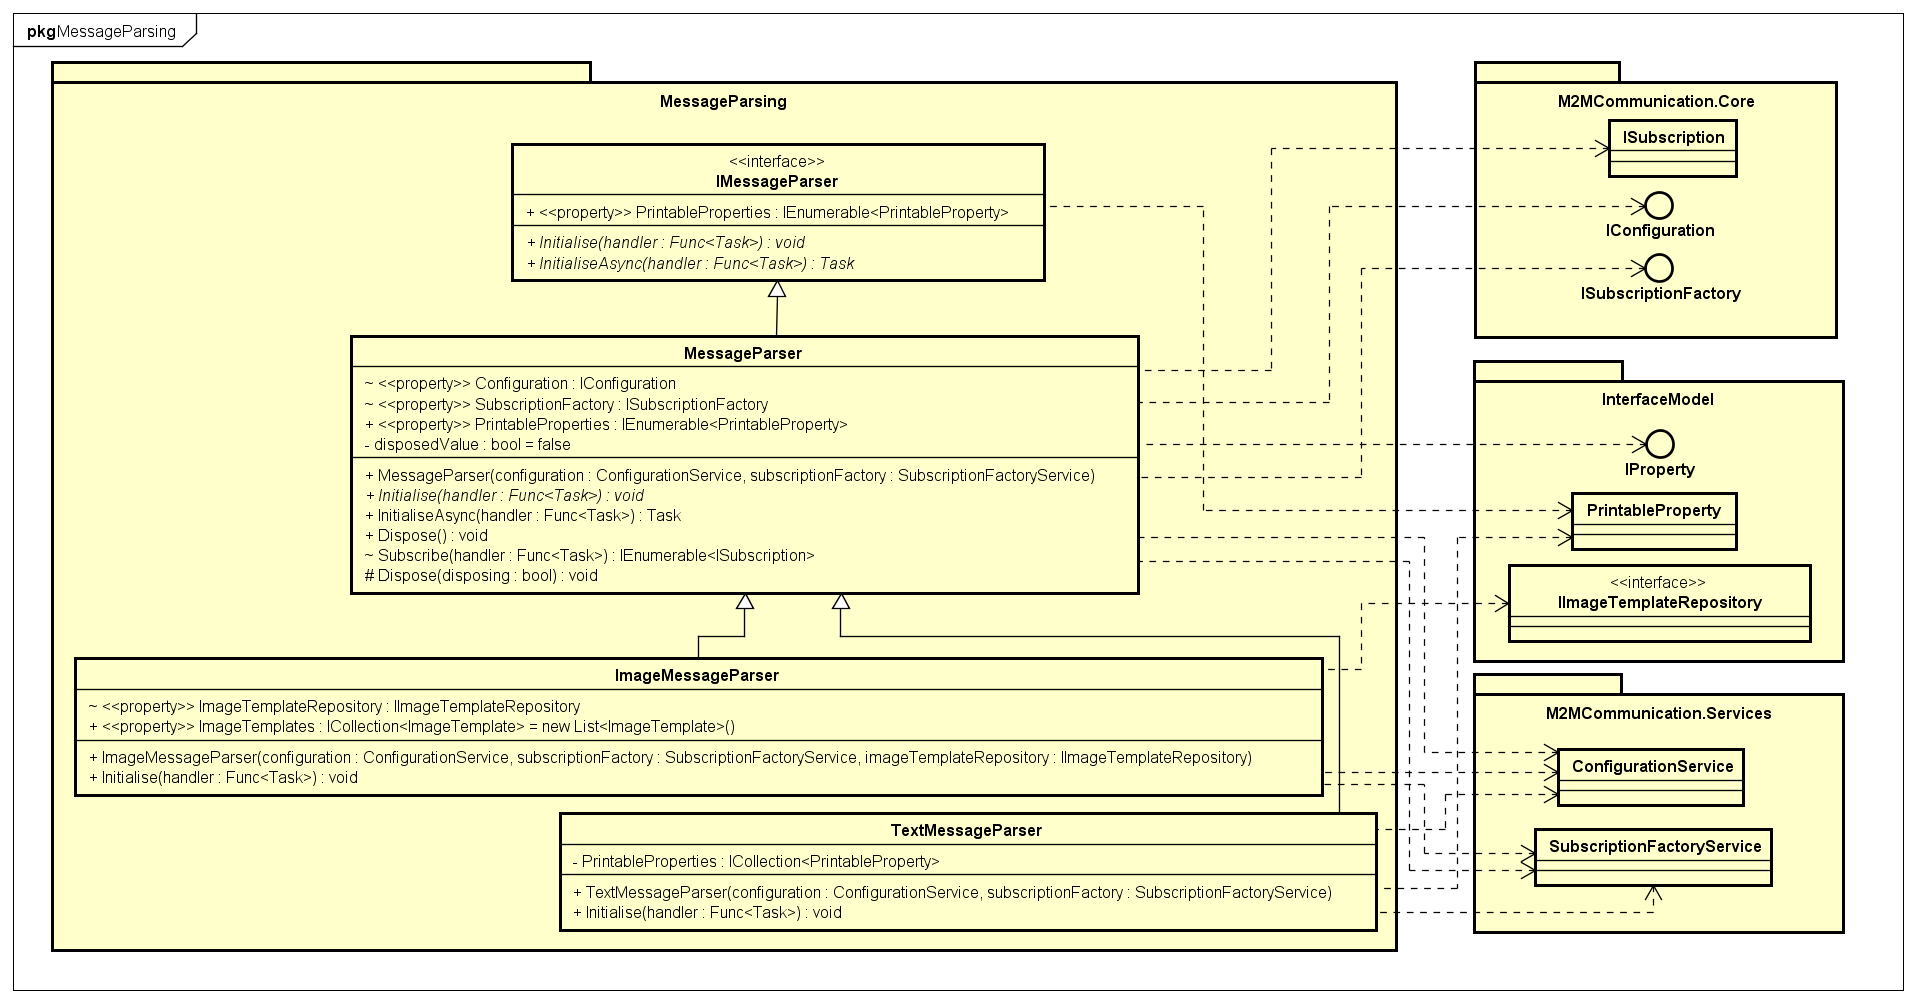 pkg MessageParsing
MessageParsing
<<interface>>
IMessageParser
+ <<property>> PrintableProperties : IEnumerable<PrintableProperty>
+ Initialise(handler : Func<Task>) : void
+ InitialiseAsync(handler : Func<Task>) : Task
MessageParser
~ <<property>> Configuration : IConfiguration
~ <<property>> SubscriptionFactory : ISubscriptionFactory
+ <<property>> PrintableProperties : IEnumerable<PrintableProperty>
- disposedValue : bool = false
+ MessageParser(configuration : ConfigurationService, subscriptionFactory : SubscriptionFactoryService)
+ Initialise(handler : Func<Task>) : void
+ InitialiseAsync(handler : Func<Task>) : Task
+ Dispose() : void
~ Subscribe(handler : Func<Task>) : IEnumerable<ISubscription>
# Dispose(disposing : bool) : void
ImageMessageParser
~ <<property>> ImageTemplateRepository : IImageTemplateRepository
+ <<property>> ImageTemplates : ICollection<ImageTemplate> = new List<ImageTemplate>()
+ ImageMessageParser(configuration : ConfigurationService, subscriptionFactory : SubscriptionFactoryService, imageTemplateRepository : IImageTemplateRepository)
+ Initialise(handler : Func<Task>) : void
TextMessageParser
- PrintableProperties : ICollection<PrintableProperty>
+ TextMessageParser(configuration : ConfigurationService, subscriptionFactory : SubscriptionFactoryService)
+ Initialise(handler : Func<Task>) : void
M2MCommunication.Core
ISubscription
IConfiguration
ISubscriptionFactory
InterfaceModel
IProperty
PrintableProperty
<<interface>>
IImageTemplateRepository
M2MCommunication.Services
ConfigurationService
SubscriptionFactoryService